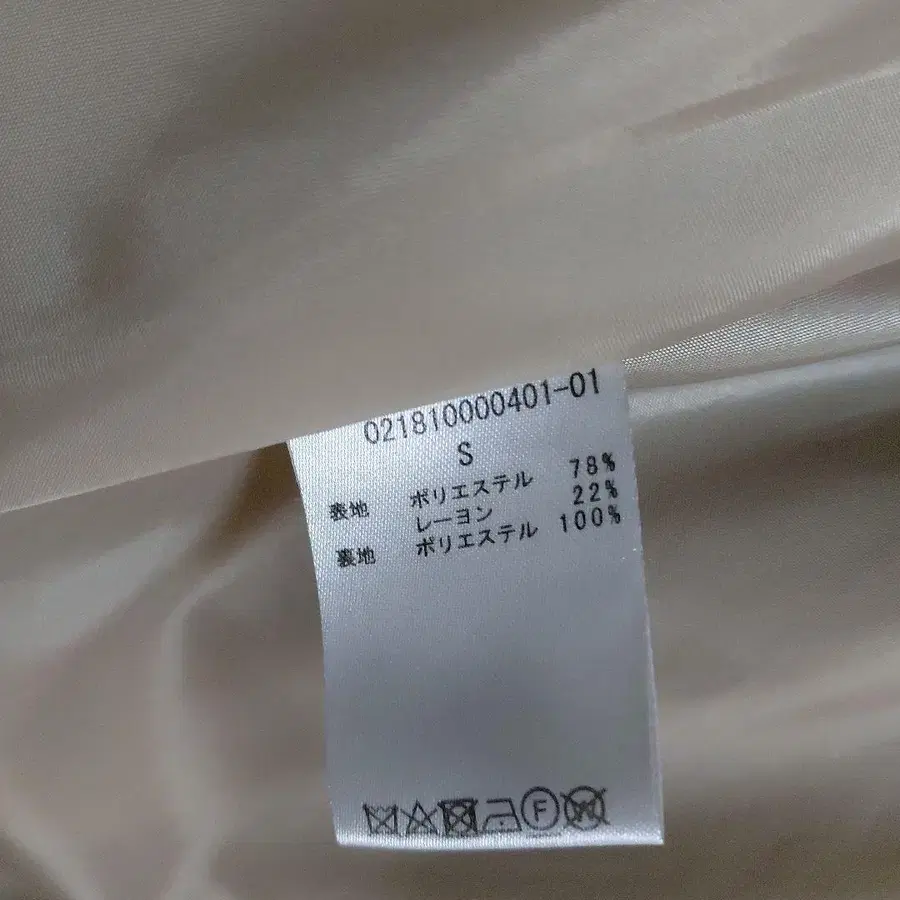 021810000401-01
S
表地 ポリエステル 78%
レーヨン 22%
裏地 ポリエステル 100%
F W